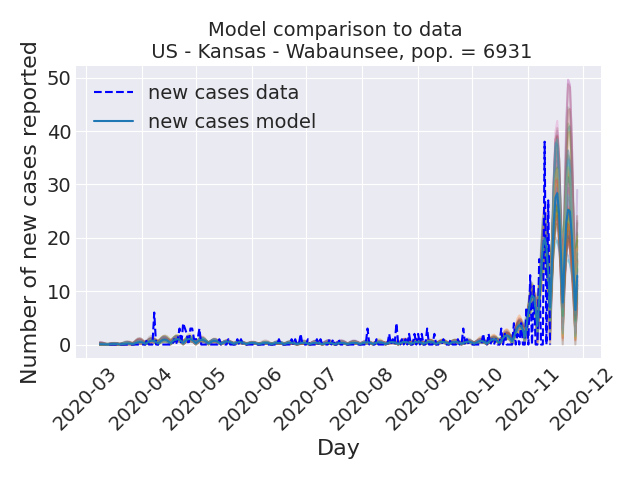 Model comparison to data
US - Kansas - Wabaunsee, pop. = 6931
Number of new cases reported
50
40
30
20
10
0
new cases data
new cases model
2020-03
2020-04
2020-05
2020-06
2020-07
2020-08
2020-09
2020-10
2020-11
2020-12
Day